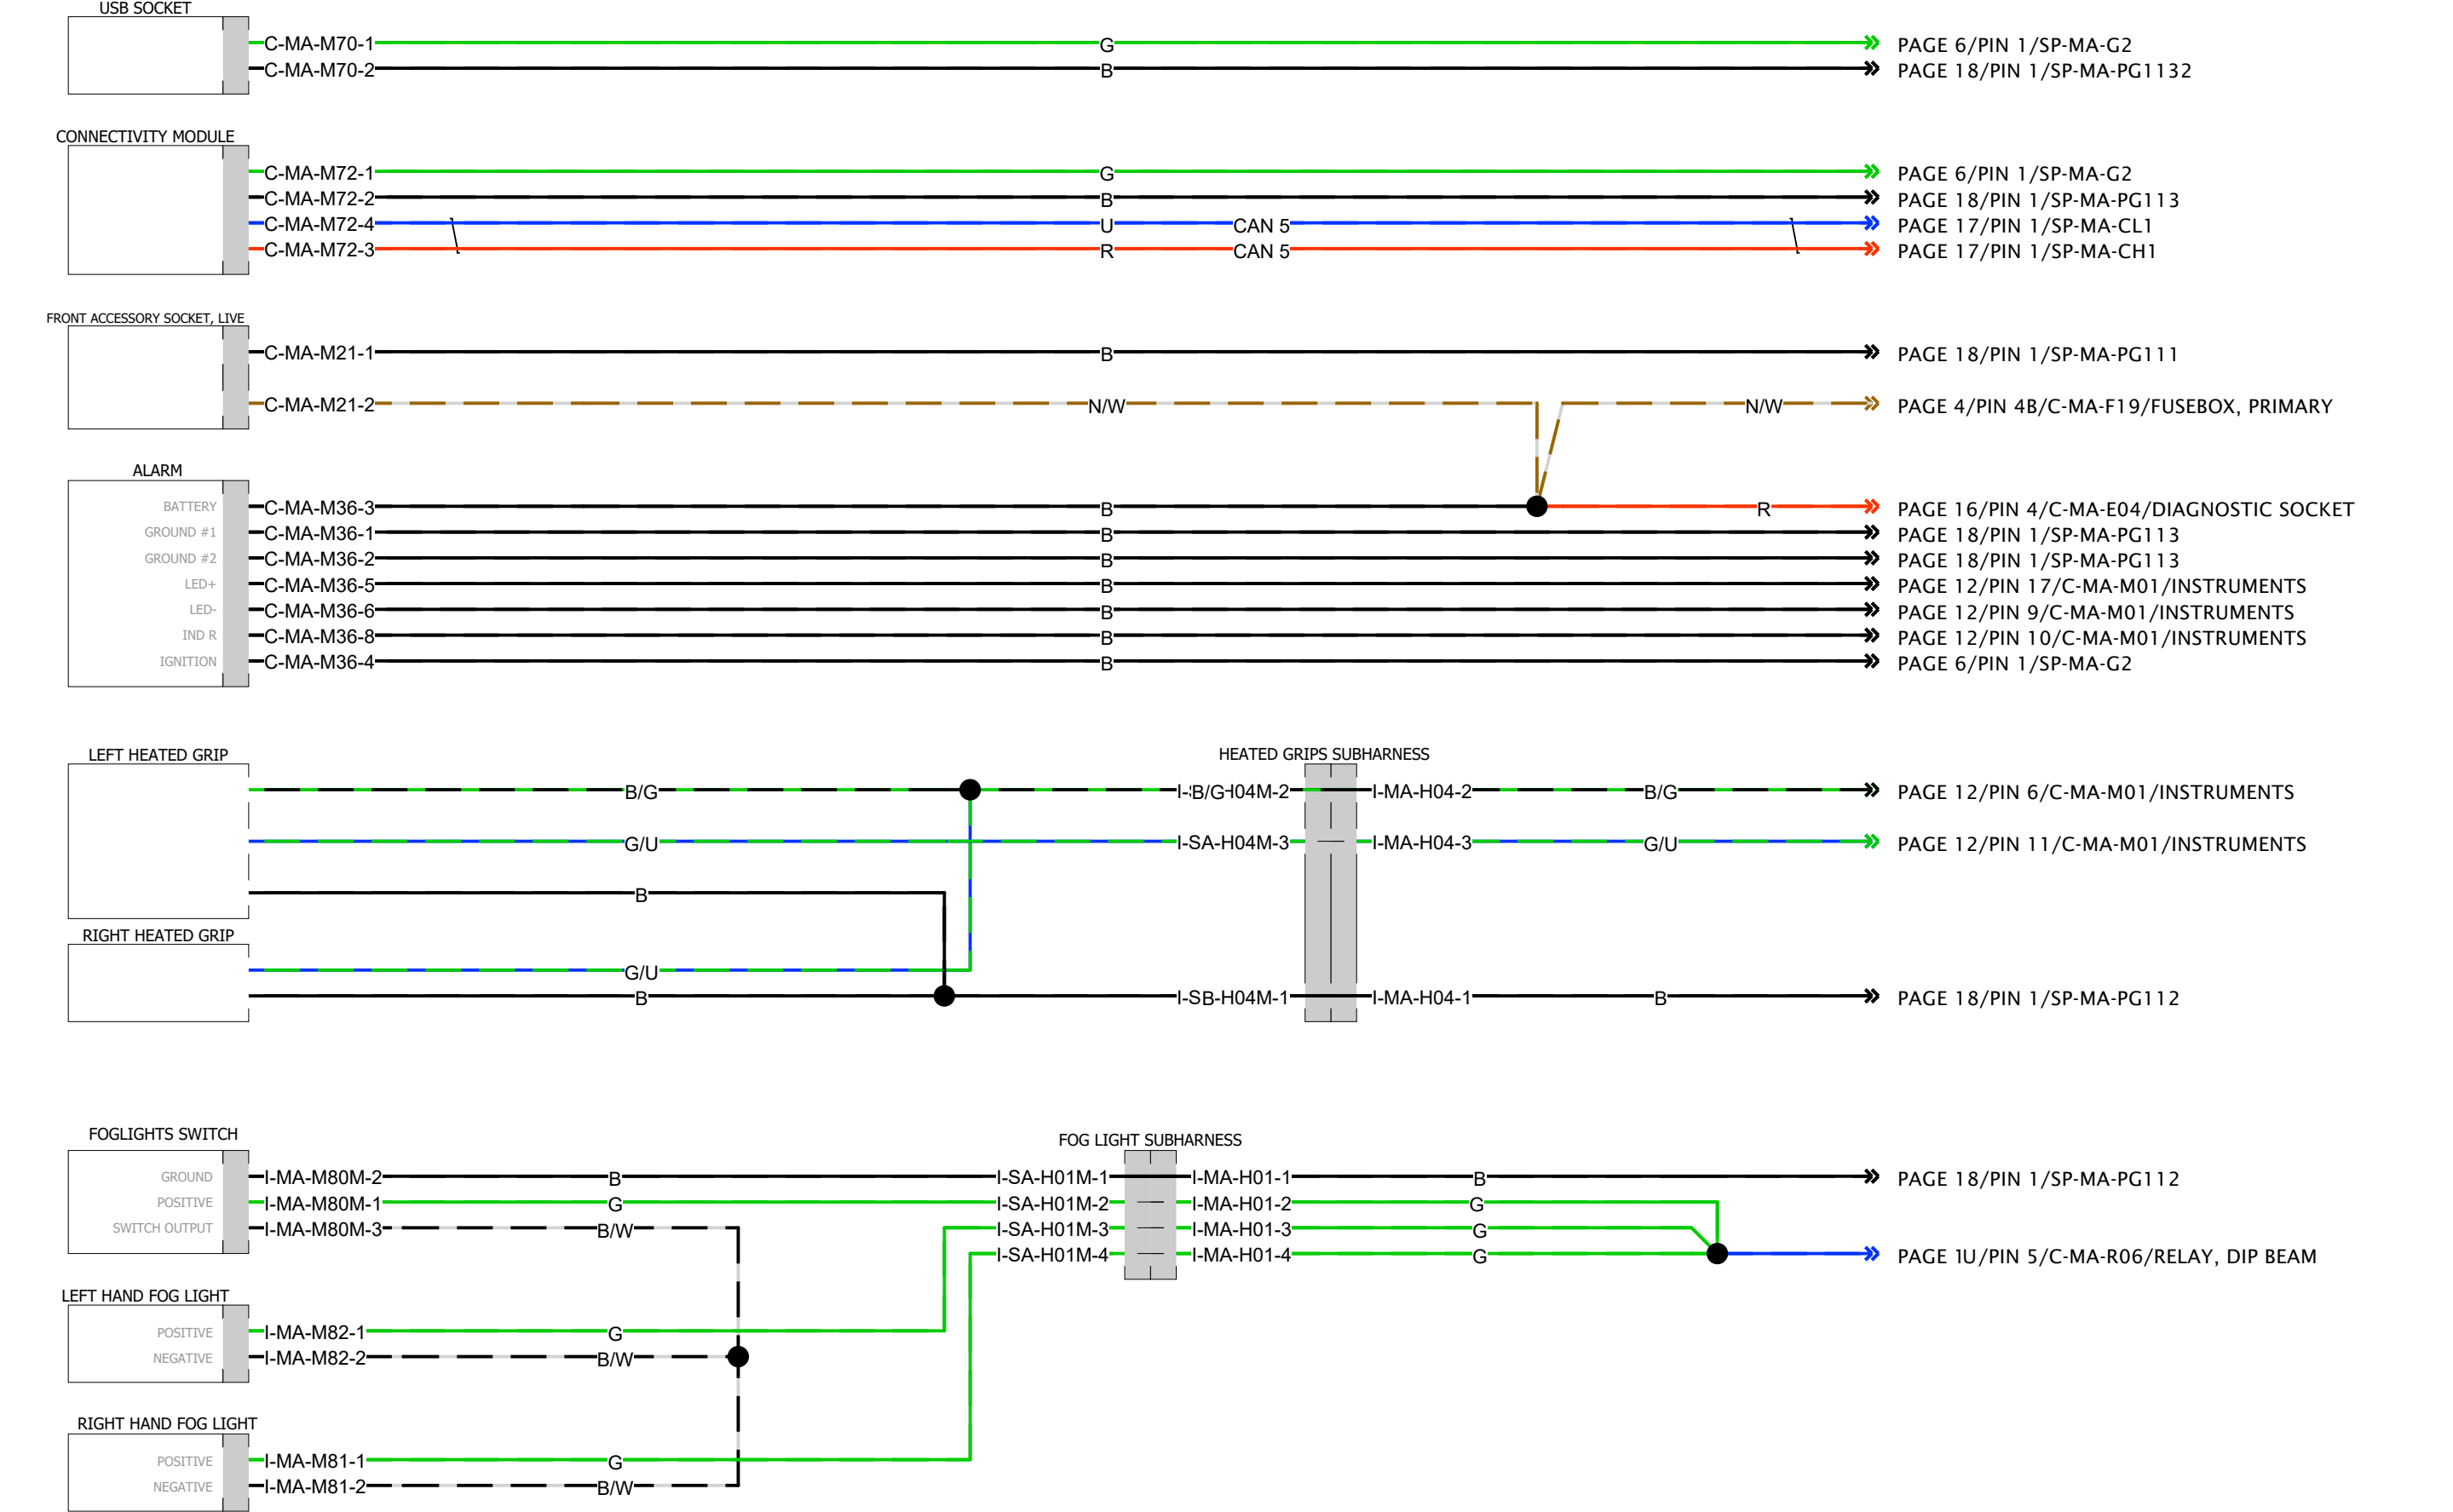 USB SOCKET
C-MA-M70-1 G PAGE 6/PIN 1/SP-MA-G2
C-MA-M70-2 B PAGE 18/PIN 1/SP-MA-PG1132
CONNECTIVITY MODULE
C-MA-M72-1 G PAGE 6/PIN 1/SP-MA-G2
C-MA-M72-2 B PAGE 18/PIN 1/SP-MA-PG113
C-MA-M72-4 U CAN 5 PAGE 17/PIN 1/SP-MA-CL1
C-MA-M72-3 R CAN 5 PAGE 17/PIN 1/SP-MA-CH1
FRONT ACCESSORY SOCKET, LIVE
C-MA-M21-1 B PAGE 18/PIN 1/SP-MA-PG111
C-MA-M21-2 N/W N/W PAGE 4/PIN 4B/C-MA-F19/FUSEBOX, PRIMARY
ALARM
BATTERY C-MA-M36-3 B R PAGE 16/PIN 4/C-MA-E04/DIAGNOSTIC SOCKET
GROUND #1 C-MA-M36-1 B PAGE 18/PIN 1/SP-MA-PG113
GROUND #2 C-MA-M36-2 B PAGE 18/PIN 1/SP-MA-PG113
LED+ C-MA-M36-5 B PAGE 12/PIN 17/C-MA-M01/INSTRUMENTS
LED- C-MA-M36-6 B PAGE 12/PIN 9/C-MA-M01/INSTRUMENTS
IND R C-MA-M36-8 B PAGE 12/PIN 10/C-MA-M01/INSTRUMENTS
IGNITION C-MA-M36-4 B PAGE 6/PIN 1/SP-MA-G2
LEFT HEATED GRIP HEATED GRIPS SUBHARNESS
B/G B/G H04M-2 I-MA-H04-2 B/G PAGE 12/PIN 6/C-MA-M01/INSTRUMENTS
G/U I-SA-H04M-3 I-MA-H04-3 G/U PAGE 12/PIN 11/C-MA-M01/INSTRUMENTS
B
RIGHT HEATED GRIP
G/U
B I-SB-H04M-1 I-MA-H04-1 B PAGE 18/PIN 1/SP-MA-PG112
FOGLIGHTS SWITCH FOG LIGHT SUBHARNESS
GROUND I-MA-M80M-2 B I-SA-H01M-1 I-MA-H01-1 B PAGE 18/PIN 1/SP-MA-PG112
POSITIVE I-MA-M80M-1 G I-SA-H01M-2 I-MA-H01-2 G
SWITCH OUTPUT I-MA-M80M-3 B/W I-SA-H01M-3 I-MA-H01-3 G
I-SA-H01M-4 I-MA-H01-4 G PAGE 1U/PIN 5/C-MA-R06/RELAY, DIP BEAM
LEFT HAND FOG LIGHT
POSITIVE I-MA-M82-1 G
NEGATIVE I-MA-M82-2 B/W
RIGHT HAND FOG LIGHT
POSITIVE I-MA-M81-1 G
NEGATIVE I-MA-M81-2 B/W